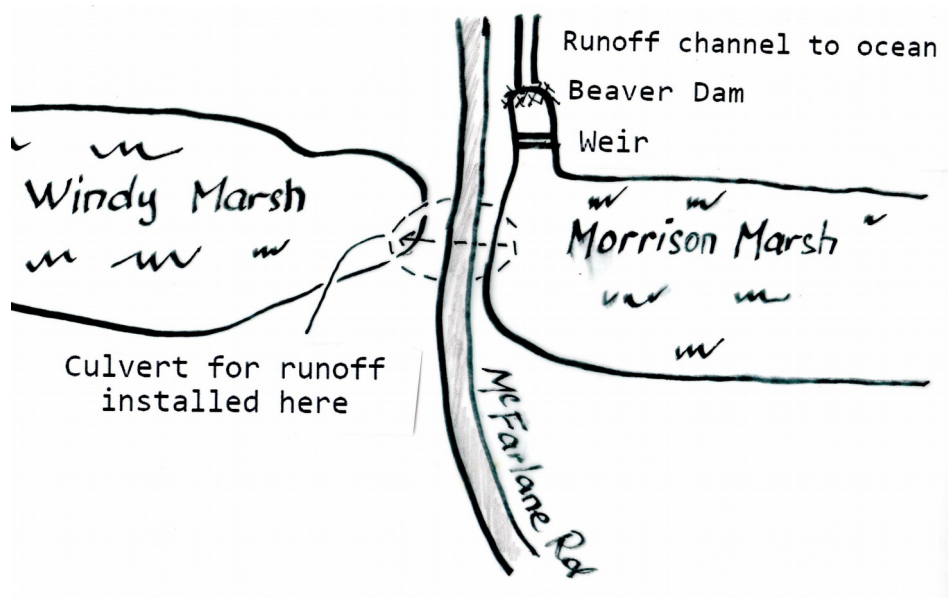 Runoff channel to ocean
Beaver Dam
Weir
Windy Marsh
Morrison Marsh
Culvert for runoff
installed here
McFarlane Rd